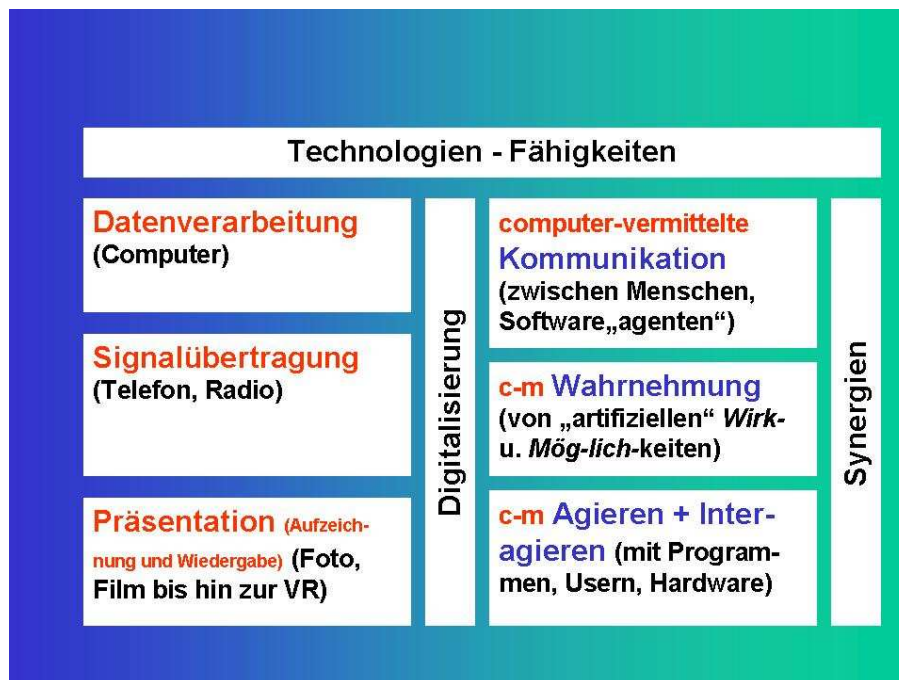 Technologien - Fähigkeiten
Datenverarbeitung
(Computer)
Signalübertragung
(Telefon, Radio)
Präsentation (Aufzeich-
nung und Wiedergabe) (Foto,
Film bis hin zur VR)
Digitalisierung
computer-vermittelte
Kommunikation
(zwischen Menschen,
Software„agenten“)
c-m Wahrnehmung
(von „artifiziellen“ Wirk-
u. Mög-lich-keiten)
c-m Agieren + Inter-
agieren (mit Program-
men, Usern, Hardware)
Synergien